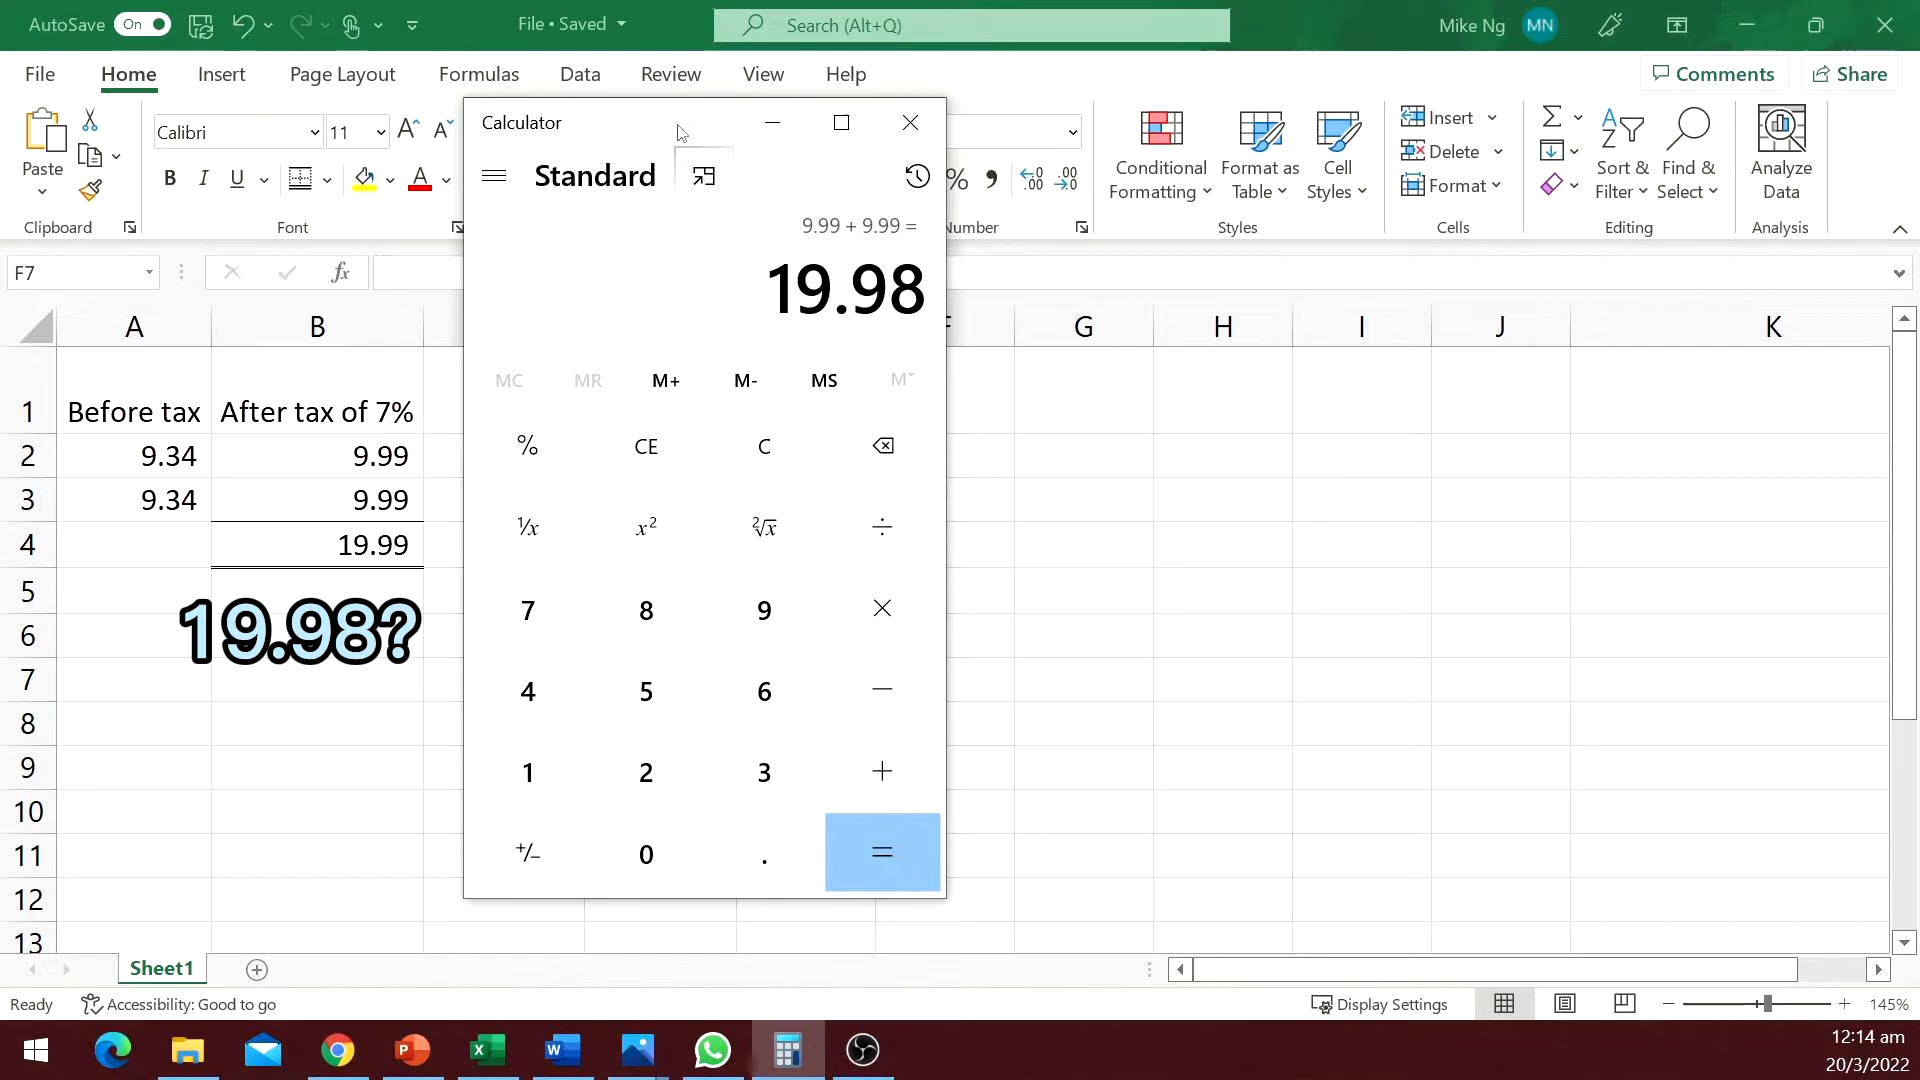 AutoSave On File • Saved Search (Alt+Q) Mike Ng MN
File Home Insert Page Layout Formulas Data Review View Help Comments Share
Paste
Clipboard
Calibri 11
B I U A
Font
% , .00
Number
Conditional Formatting
Format as Table
Cell Styles
Styles
Insert
Delete
Format
Cells
Sort & Filter
Find & Select
Editing
Analyze Data
Analysis
F7 fx
A B F G H I J K
1 Before tax After tax of 7%
2 9.34 9.99
3 9.34 9.99
4 19.99
5
6
7
8
9
10
11
12
13
19.98?
Calculator
Standard
9.99 + 9.99 =
19.98
MC MR M+ M- MS M
% CE C
1/x x² ²√x ÷
7 8 9 ×
4 5 6 −
1 2 3 +
+/− 0 . =
Sheet1
Ready Accessibility: Good to go Display Settings 145%
12:14 am
20/3/2022